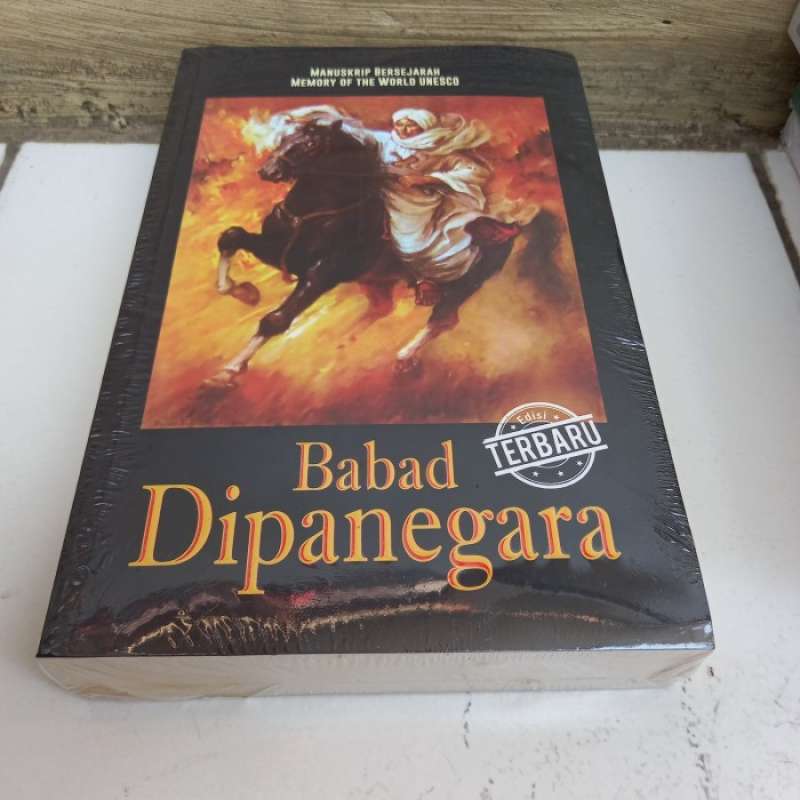 MANUSKRIP BERSEJARAH
MEMORY OF THE WORLD UNESCO
Edisi
TERBARU
Babad
Dipanegara